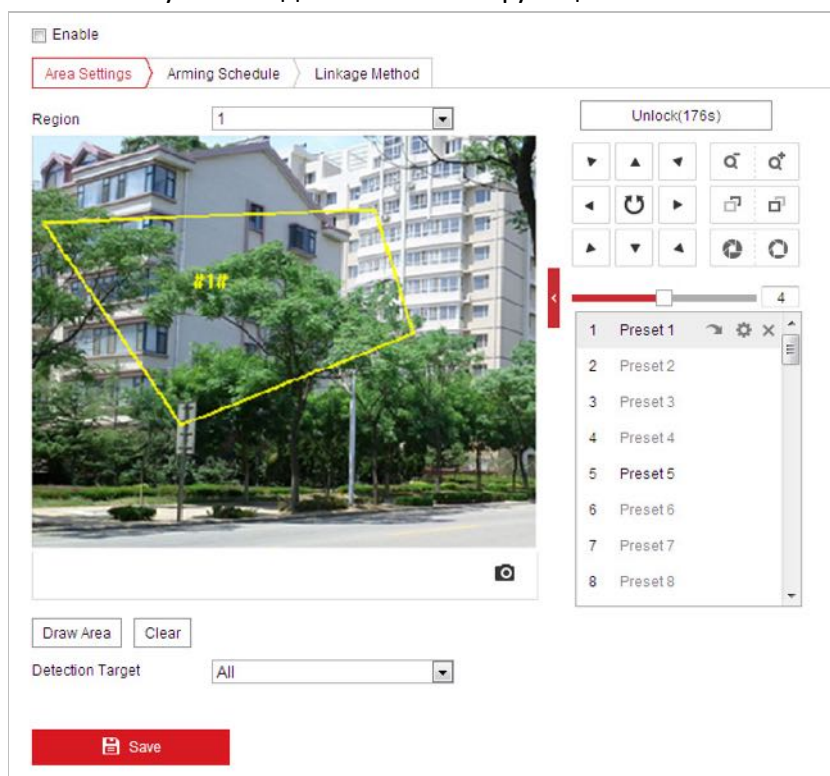 Enable
Area Settings Arming Schedule Linkage Method
Region 1
Unlock(176s)
#1#
4
1 Preset 1
2 Preset 2
3 Preset 3
4 Preset 4
5 Preset 5
6 Preset 6
7 Preset 7
8 Preset 8
Draw Area Clear
Detection Target All
Save